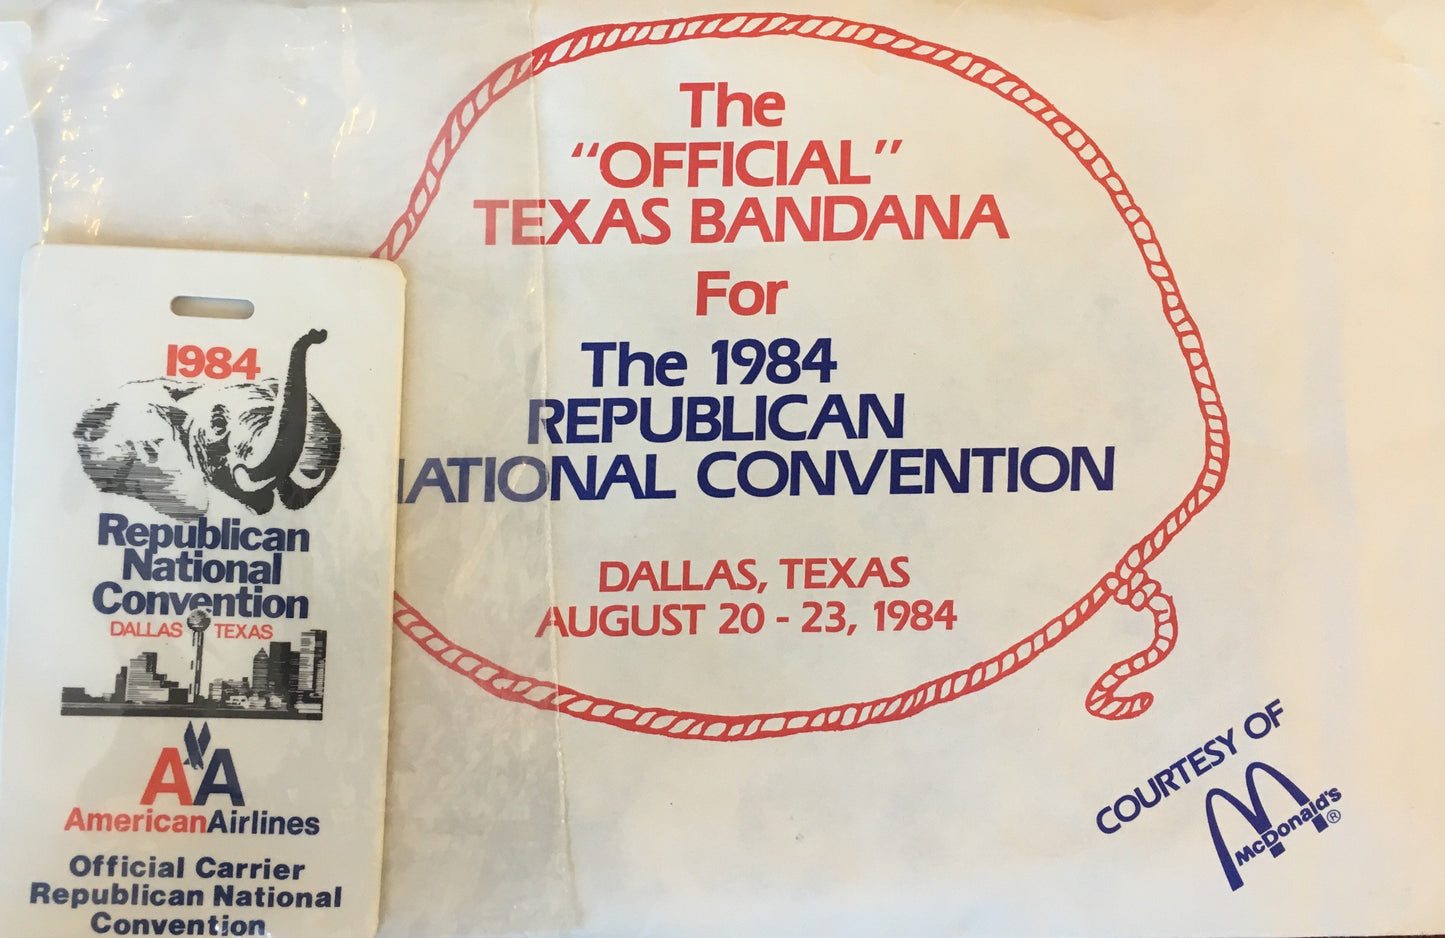 The
“OFFICIAL”
TEXAS BANDANA
For
The 1984
REPUBLICAN
NATIONAL CONVENTION
DALLAS, TEXAS
AUGUST 20 - 23, 1984
COURTESY OF
McDonald's®
1984
Republican
National
Convention
DALLAS TEXAS
AA
AmericanAirlines
Official Carrier
Republican National
Convention